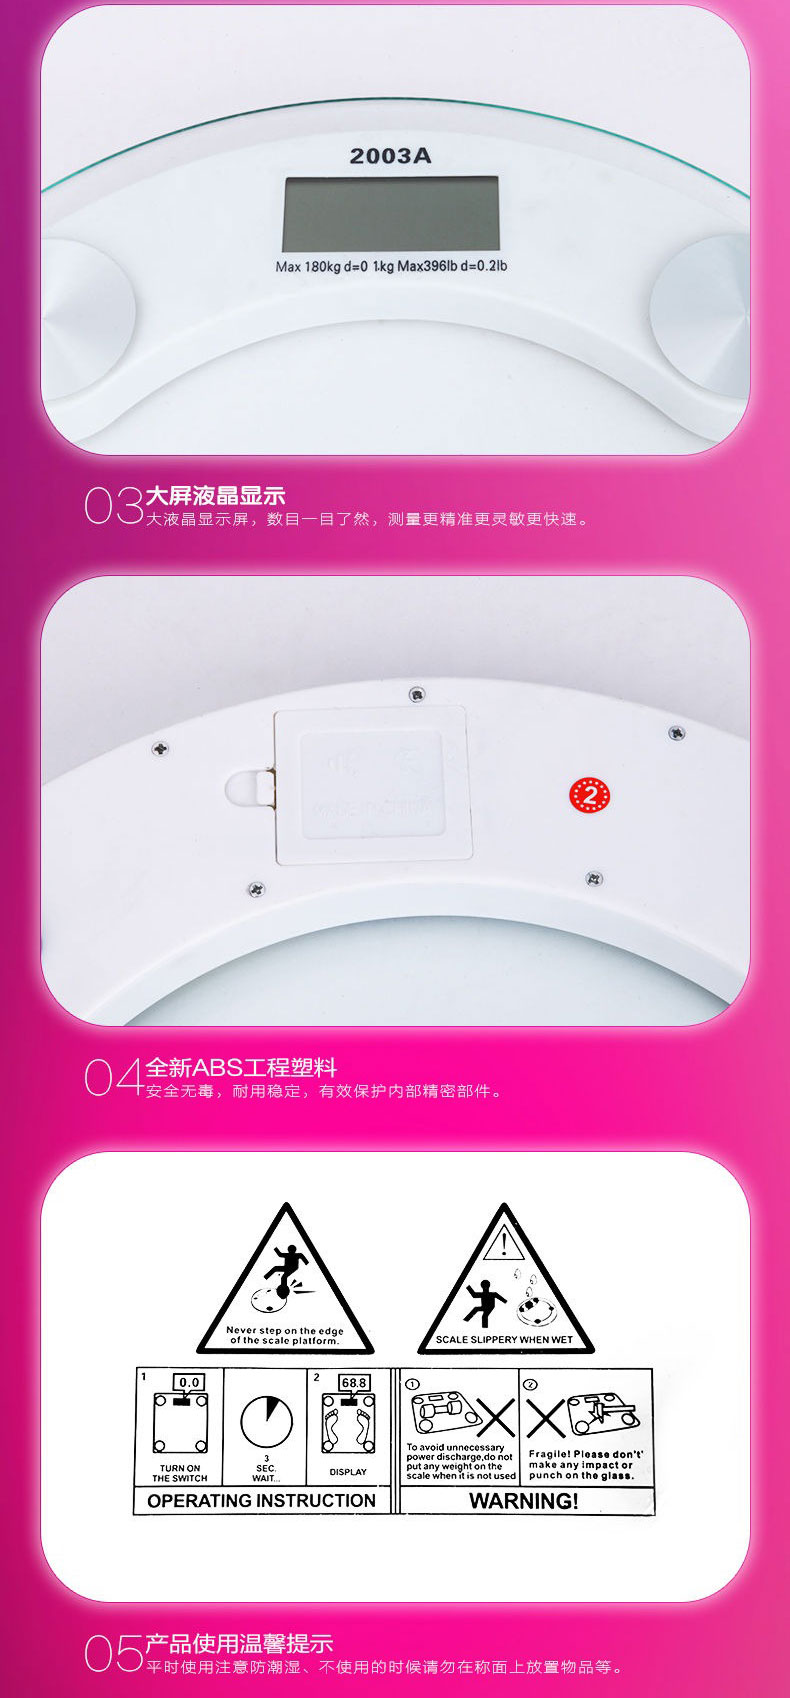 2003A
Max 180kg d=0 1kg Max396lb d=0.2lb
03
大屏液晶显示
大液晶显示屏，数目一目了然，测量更精准更灵敏更快速。
2
04
全新ABS工程塑料
安全无毒，耐用稳定，有效保护内部精密部件。
Never step on the edge
of the scale platform.
SCALE SLIPPERY WHEN WET
1
0.0
TURN ON
THE SWITCH
3
SEC.
WAIT...
2
68.8
DISPLAY
OPERATING INSTRUCTION
1
To avoid unnecessary
power discharge,do not
put any weight on the
scale when it is not used
2
Fragile! Please don't'
make any impact or
punch on the glass.
WARNING!
05
产品使用温馨提示
平时使用注意防潮湿、不使用的时候请勿在称面上放置物品等。